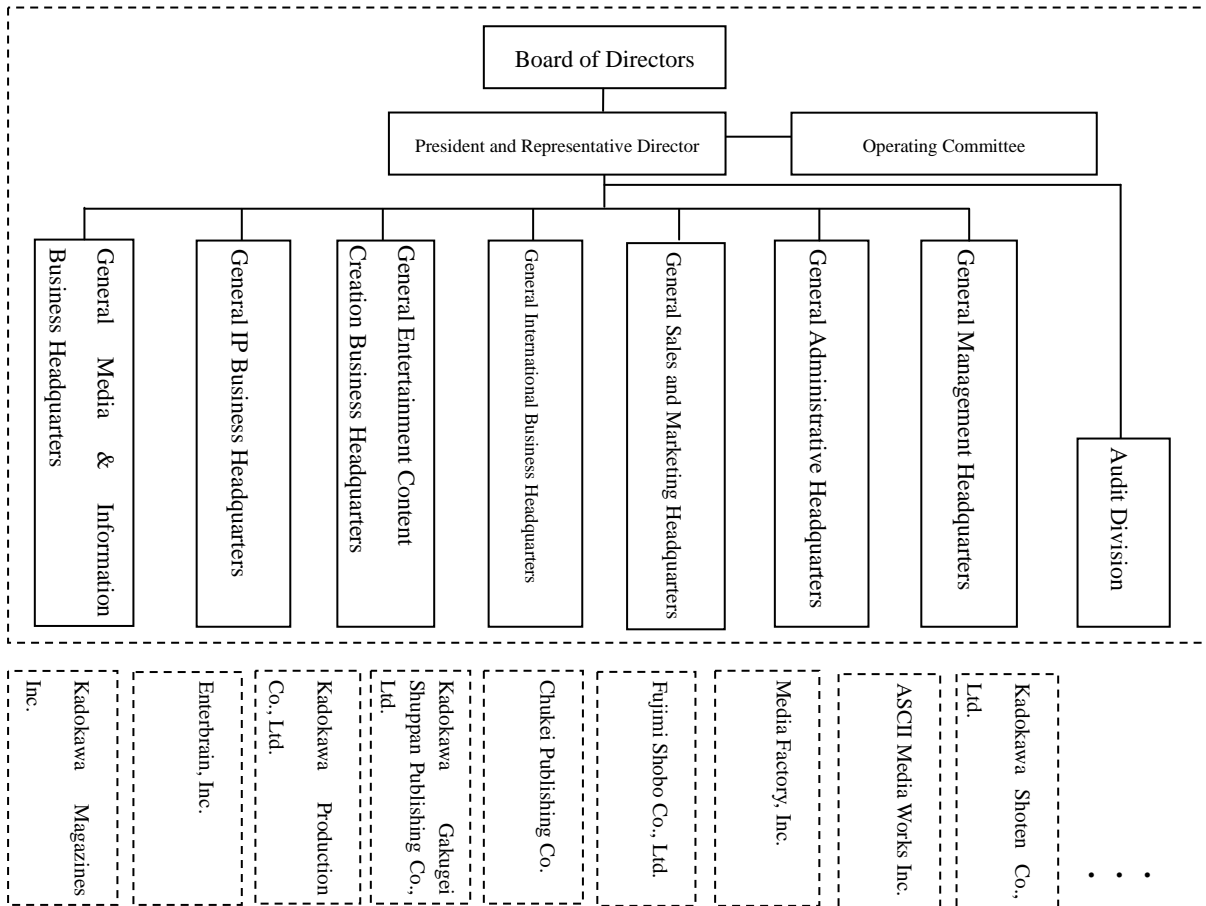 Board of Directors
President and Representative Director
Operating Committee
General Media & Information
Business Headquarters
General IP Business Headquarters
General Entertainment Content
Creation Business Headquarters
General International Business Headquarters
General Sales and Marketing Headquarters
General Administrative Headquarters
General Management Headquarters
Audit Division
Kadokawa Magazines
Inc.
Enterbrain, Inc.
Kadokawa Production
Co., Ltd.
Kadokawa Gakugei
Shuppan Publishing Co.,
Ltd.
Chukei Publishing Co.
Fujimi Shobo Co., Ltd.
Media Factory, Inc.
ASCII Media Works Inc.
Kadokawa Shoten Co.,
Ltd.
・・・